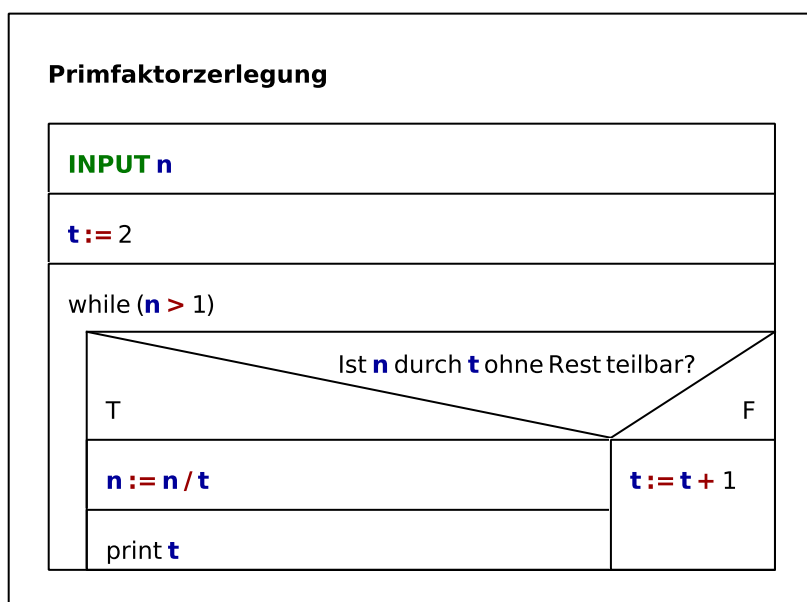 Primfaktorzerlegung
INPUT n
t := 2
while (n > 1)
Ist n durch t ohne Rest teilbar?
T
F
n := n / t
t := t + 1
print t